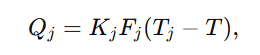 Q_j = K_j F_j (T_j − T),